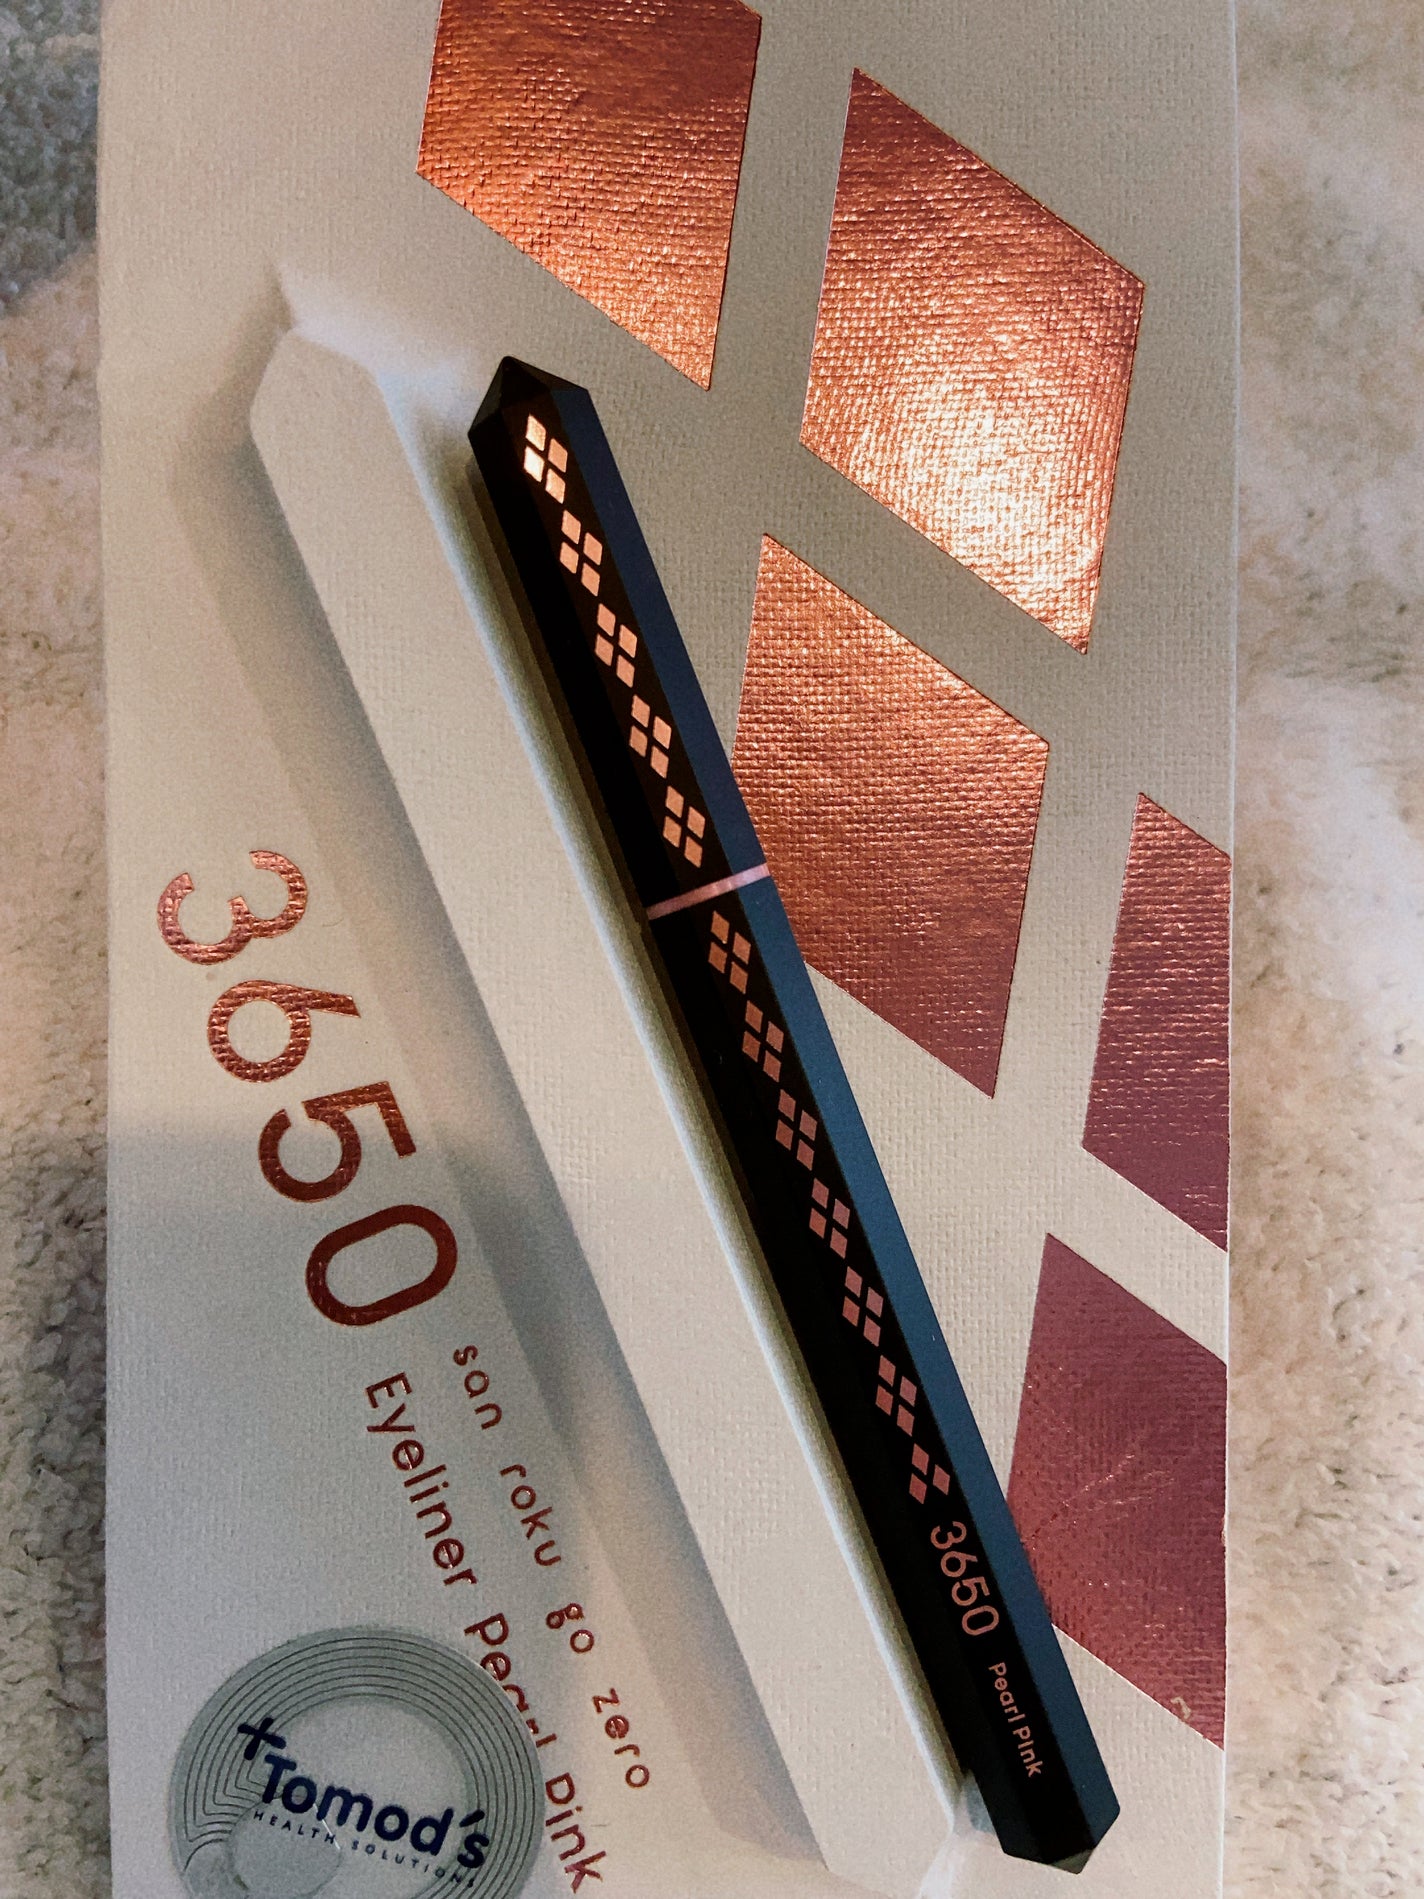 3650
san roku go zero
Eyeliner Pearl Pink
3650 Pearl Pink
+Tomod's
HEALTH SOLUTIONS